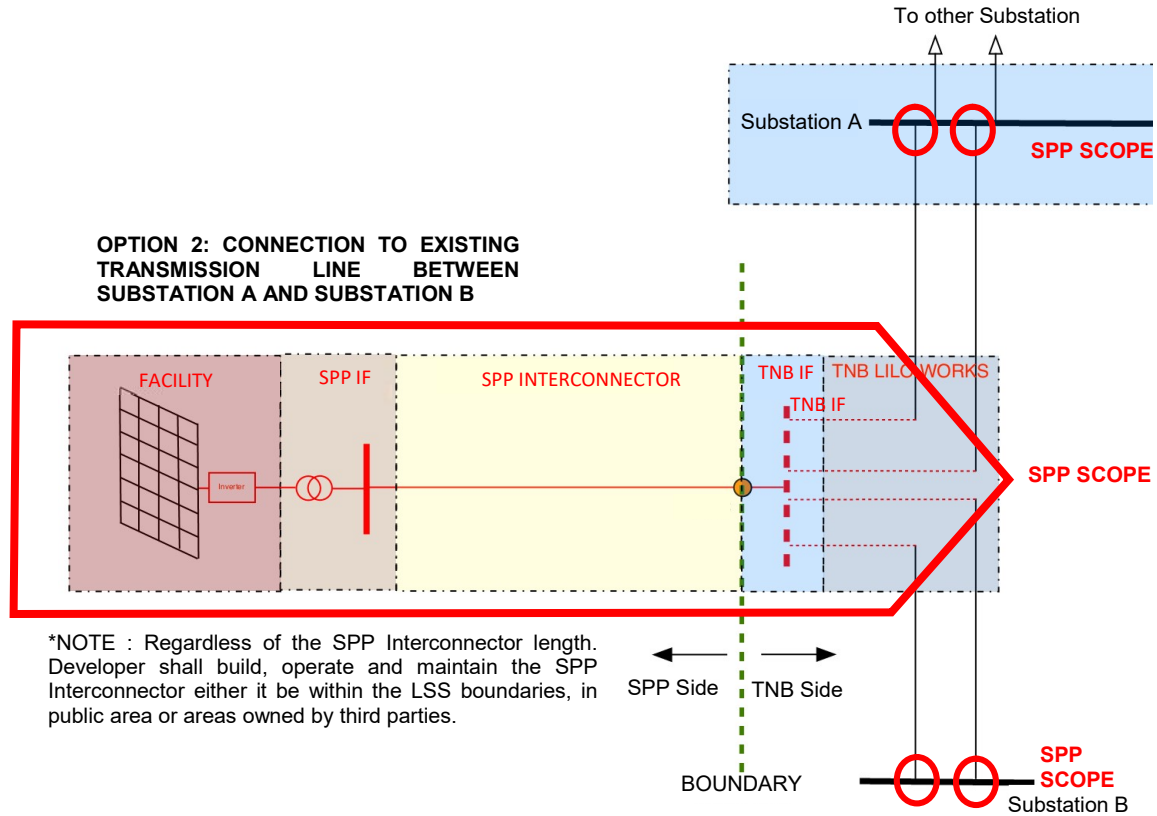 To other Substation
Substation A
SPP SCOPE
OPTION 2: CONNECTION TO EXISTING
TRANSMISSION LINE BETWEEN
SUBSTATION A AND SUBSTATION B
FACILITY
SPP IF
SPP INTERCONNECTOR
TNB IF
TNB LILO WORKS
TNB IF
Inverter
SPP SCOPE
*NOTE : Regardless of the SPP Interconnector length.
Developer shall build, operate and maintain the SPP
Interconnector either it be within the LSS boundaries, in
public area or areas owned by third parties.
SPP Side
TNB Side
BOUNDARY
SPP
SCOPE
Substation B